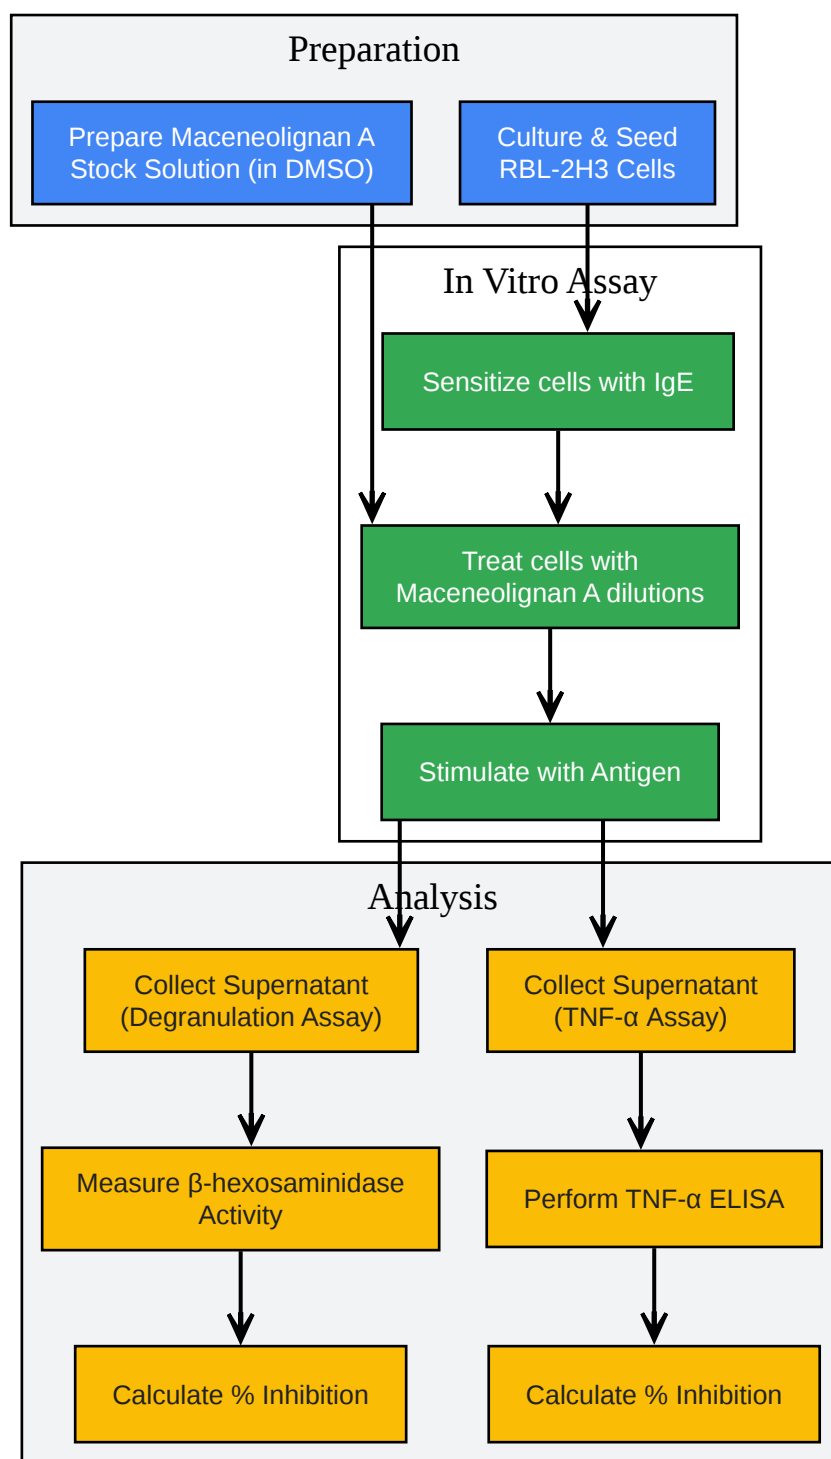 Preparation
Prepare Maceneolignan A
Stock Solution (in DMSO)
Culture & Seed
RBL-2H3 Cells
In Vitro Assay
Sensitize cells with IgE
Treat cells with
Maceneolignan A dilutions
Stimulate with Antigen
Analysis
Collect Supernatant
(Degranulation Assay)
Collect Supernatant
(TNF-α Assay)
Measure β-hexosaminidase
Activity
Perform TNF-α ELISA
Calculate % Inhibition
Calculate % Inhibition